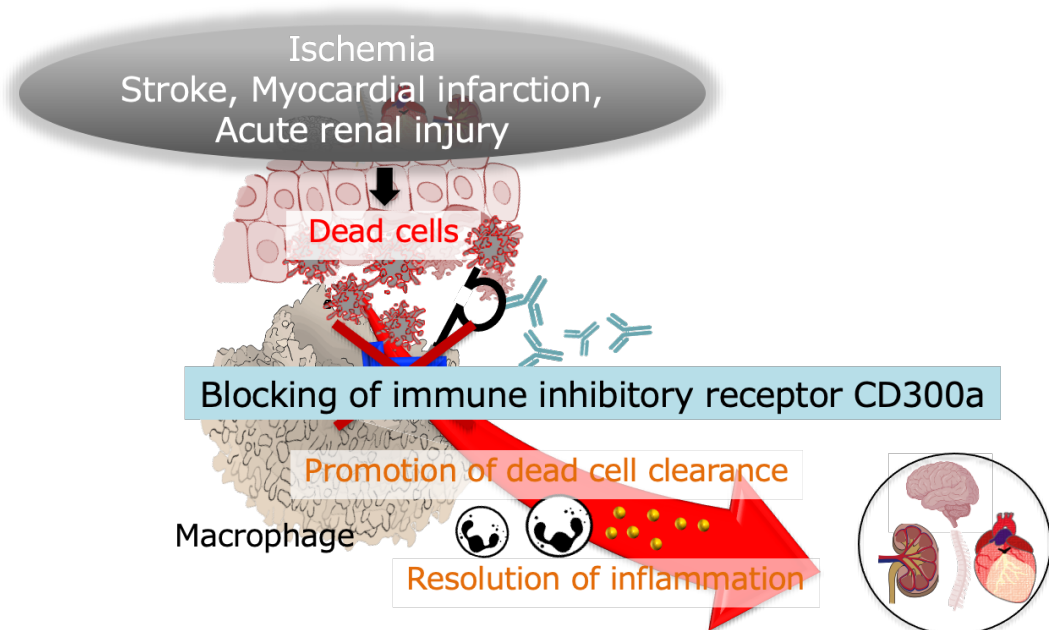 Ischemia
Stroke, Myocardial infarction,
Acute renal injury
Dead cells
Blocking of immune inhibitory receptor CD300a
Promotion of dead cell clearance
Macrophage
Resolution of inflammation